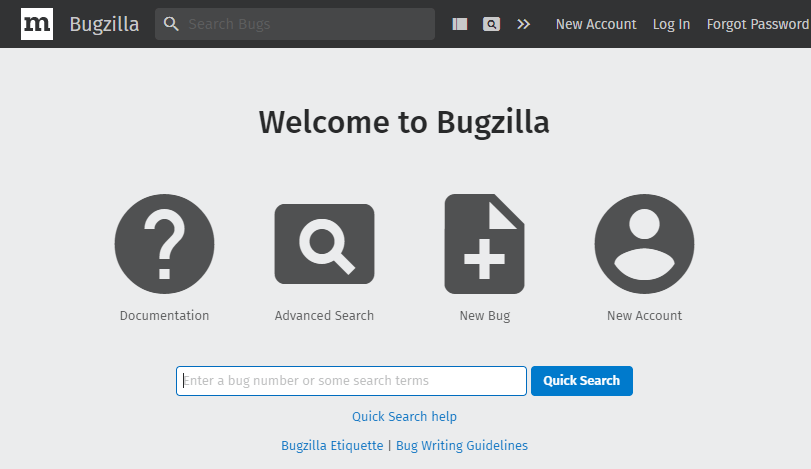 m Bugzilla Search Bugs New Account Log In Forgot Password
Welcome to Bugzilla
Documentation Advanced Search New Bug New Account
Enter a bug number or some search terms Quick Search
Quick Search help
Bugzilla Etiquette | Bug Writing Guidelines